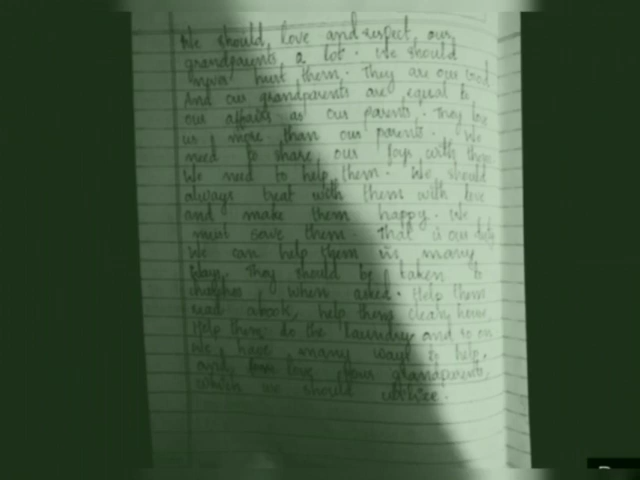 We should love and respect our
grandparents a lot. We should
never hurt them. They are our
And our grandparents are equal to
our affairs as our parents. They love
us more than our parents. We
need to share our joys with them.
We need to help them. We should
always treat with them with love
and make them happy. We
must save them. That is our duty
We can help them in many
ways. They should be taken to
churches when asked. Help them
read a book, help them clean house,
Help them do the laundry and so on
We have many ways to help,
and love your grandparents,
which we should utilize.